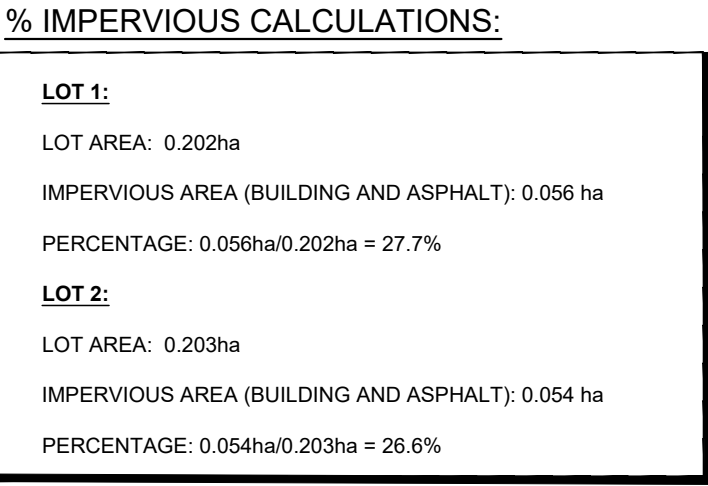 % IMPERVIOUS CALCULATIONS:
LOT 1:
LOT AREA: 0.202ha
IMPERVIOUS AREA (BUILDING AND ASPHALT): 0.056 ha
PERCENTAGE: 0.056ha/0.202ha = 27.7%
LOT 2:
LOT AREA: 0.203ha
IMPERVIOUS AREA (BUILDING AND ASPHALT): 0.054 ha
PERCENTAGE: 0.054ha/0.203ha = 26.6%